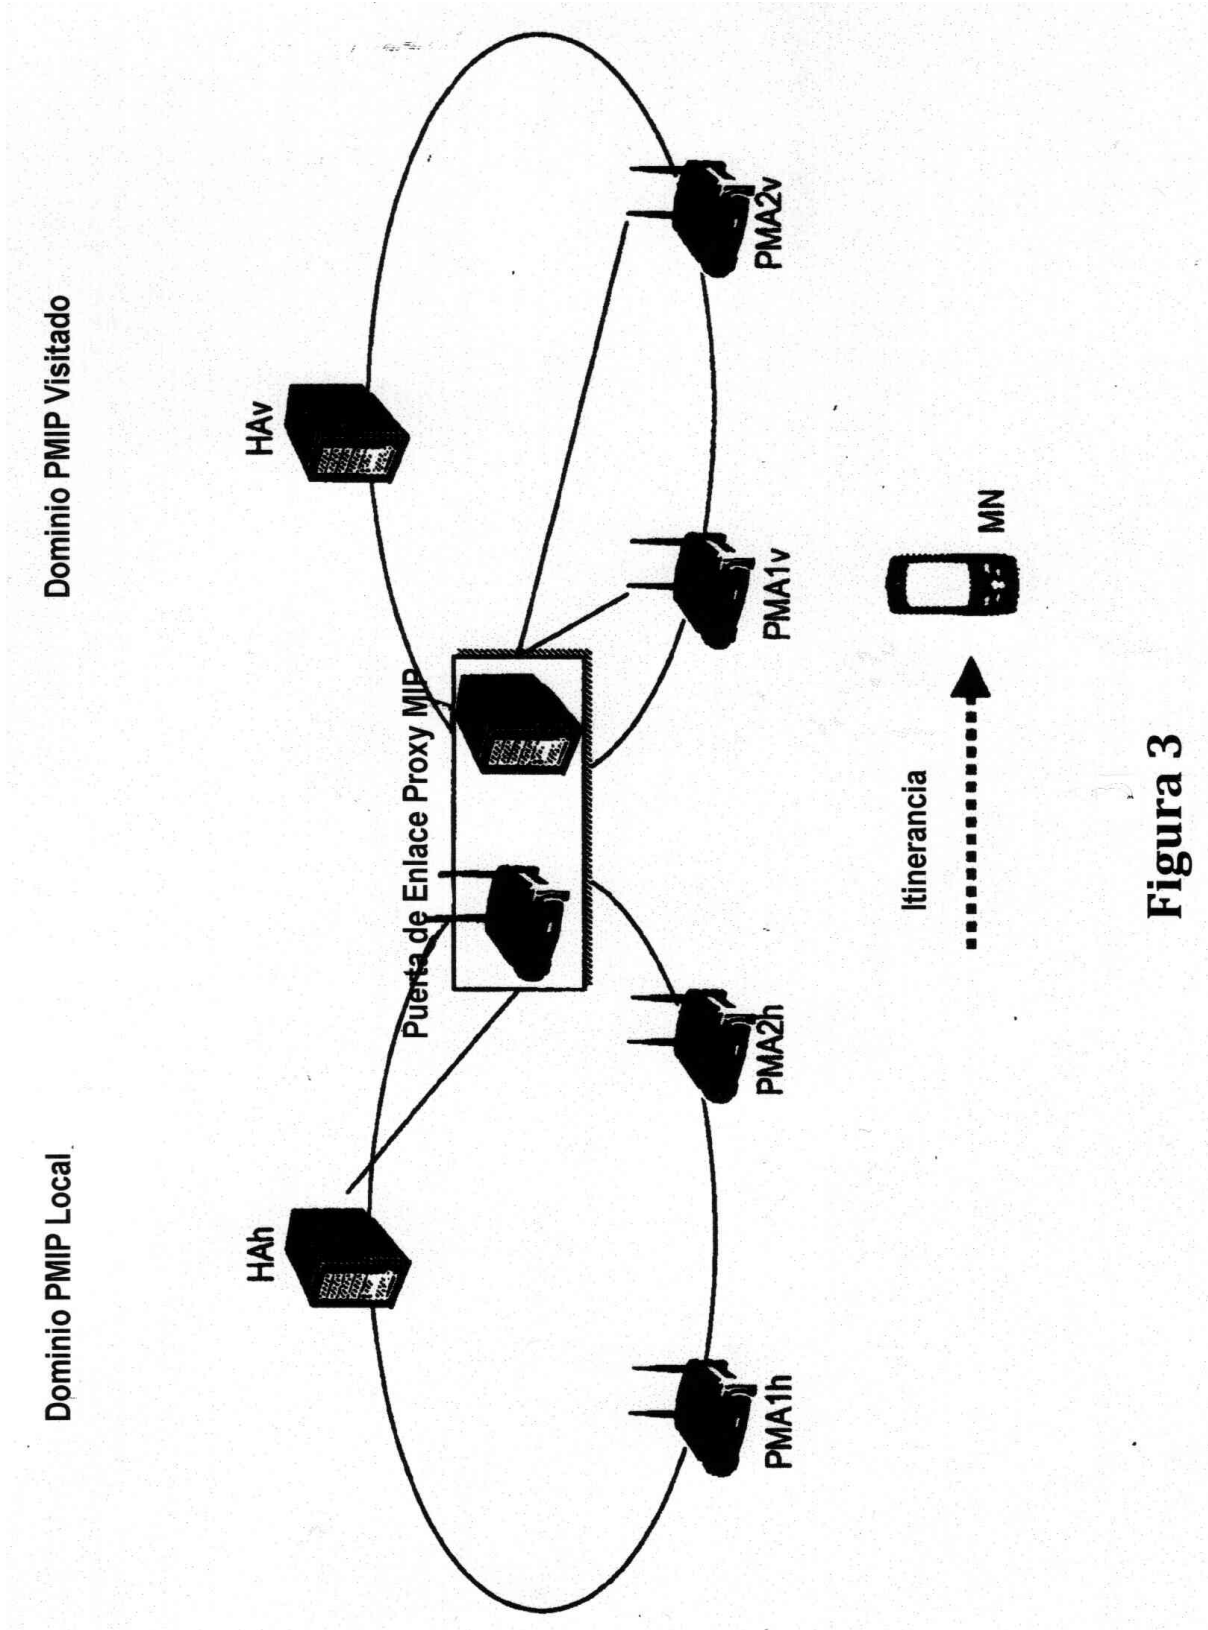 Dominio PMIP Local
Dominio PMIP Visitado
HAh
HAv
Puerta de Enlace Proxy MIP
PMA1h
PMA2h
PMA1v
PMA2v
Itinerancia
MN
Figura 3